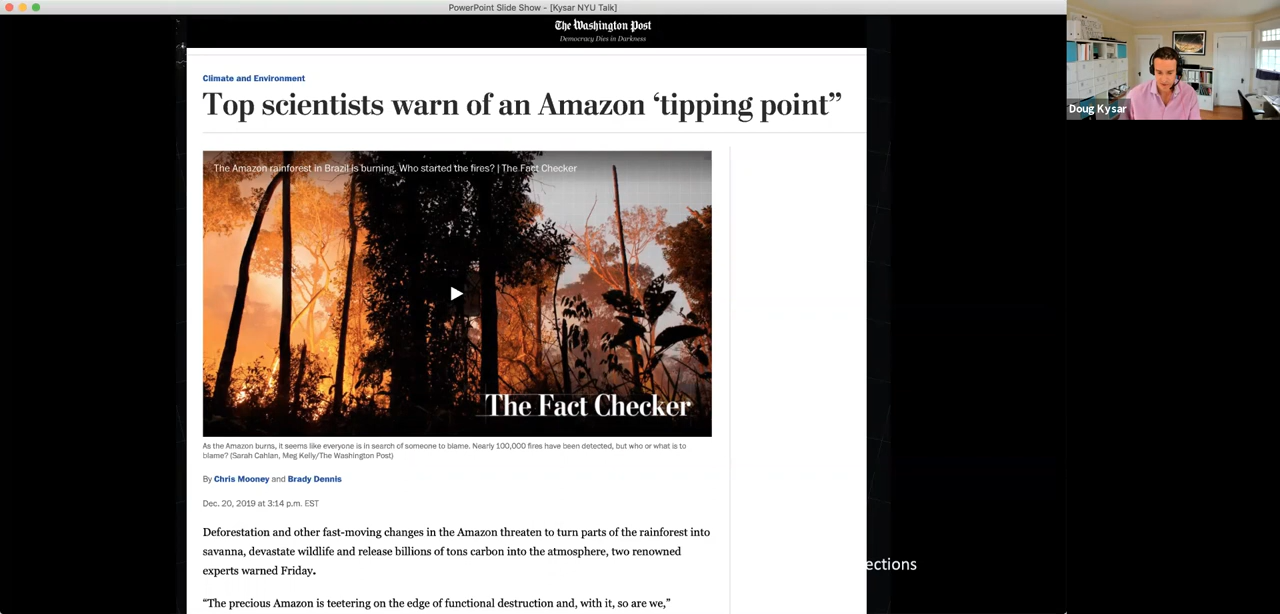 PowerPoint Slide Show - [Kysar NYU Talk]
The Washington Post
Democracy Dies in Darkness
Doug Kysar
Climate and Environment
Top scientists warn of an Amazon ‘tipping point”
The Amazon rainforest in Brazil is burning. Who started the fires? | The Fact Checker
The Fact Checker
As the Amazon burns, it seems like everyone is in search of someone to blame. Nearly 100,000 fires have been detected, but who or what is to
blame? (Sarah Cahlan, Meg Kelly/The Washington Post)
By Chris Mooney and Brady Dennis
Dec. 20, 2019 at 3:14 p.m. EST
Deforestation and other fast-moving changes in the Amazon threaten to turn parts of the rainforest into
savanna, devastate wildlife and release billions of tons carbon into the atmosphere, two renowned
experts warned Friday.
ections
“The precious Amazon is teetering on the edge of functional destruction and, with it, so are we,”